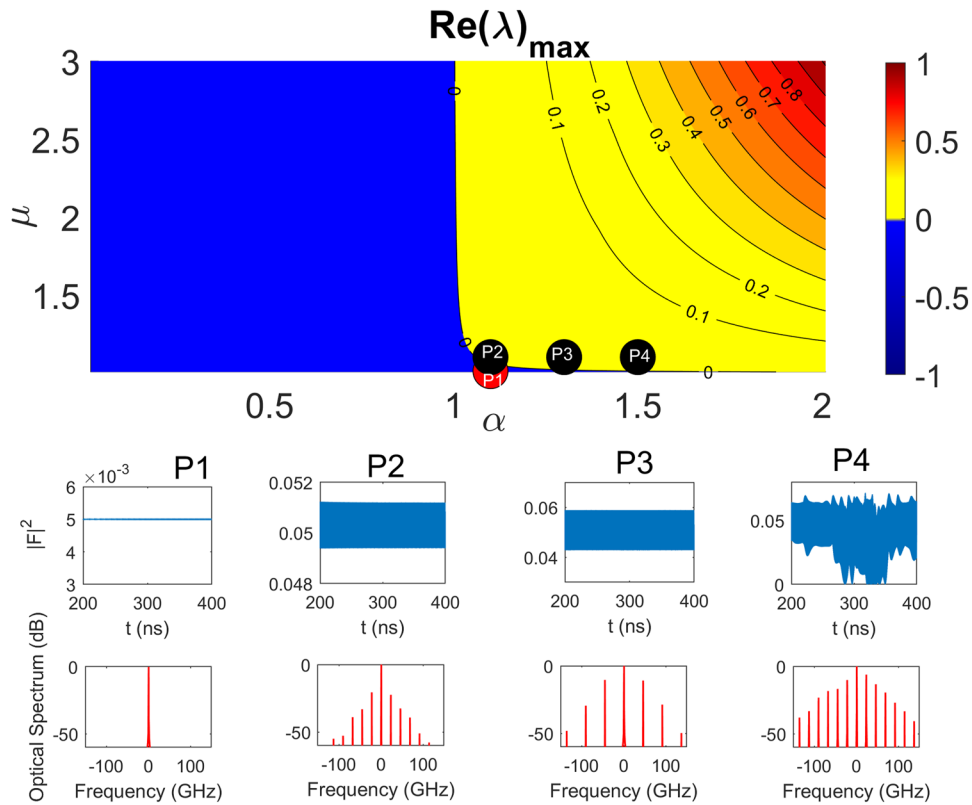 Re(λ)max
3
2.5
2
1.5
μ
0.5
1
1.5
2
α
0
0
0
0.1
0.2
0.3
0.4
0.5
0.6
0.7
0.8
0.1
0.2
P1
P2
P3
P4
1
0.5
0
-0.5
-1
P1
P2
P3
P4
×10-3
6
5
4
3
|F|2
200 300 400
t (ns)
0.052
0.05
0.048
200 300 400
t (ns)
0.06
0.04
200 300 400
t (ns)
0.05
0
200 300 400
t (ns)
Optical Spectrum (dB)
0
-50
-100 0 100
Frequency (GHz)
0
-50
-100 0 100
Frequency (GHz)
0
-50
-100 0 100
Frequency (GHz)
0
-50
-100 0 100
Frequency (GHz)